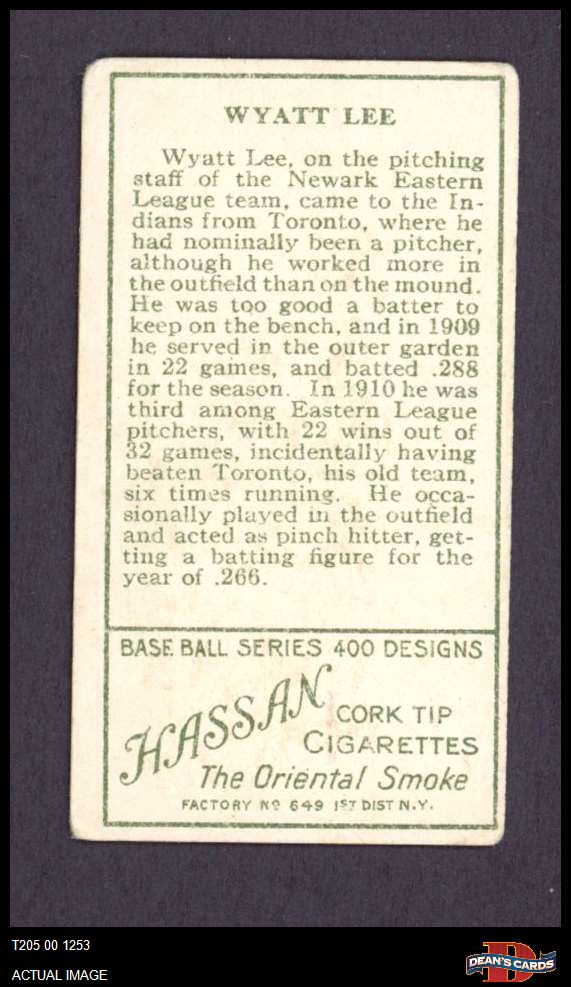 WYATT LEE
Wyatt Lee, on the pitching
staff of the Newark Eastern
League team, came to the In-
dians from Toronto, where he
had nominally been a pitcher,
although he worked more in
the outfield than on the mound.
He was too good a batter to
keep on the bench, and in 1909
he served in the outer garden
in 22 games, and batted .288
for the season. In 1910 he was
third among Eastern League
pitchers, with 22 wins out of
32 games, incidentally having
beaten Toronto, his old team,
six times running. He occa-
sionally played in the outfield
and acted as pinch hitter, get-
ting a batting figure for the
year of .266.
BASE BALL SERIES 400 DESIGNS
HASSAN
CORK TIP
CIGARETTES
The Oriental Smoke
FACTORY No 649 1ST DIST N.Y.
T205 00 1253
ACTUAL IMAGE
DEAN'S CARDS